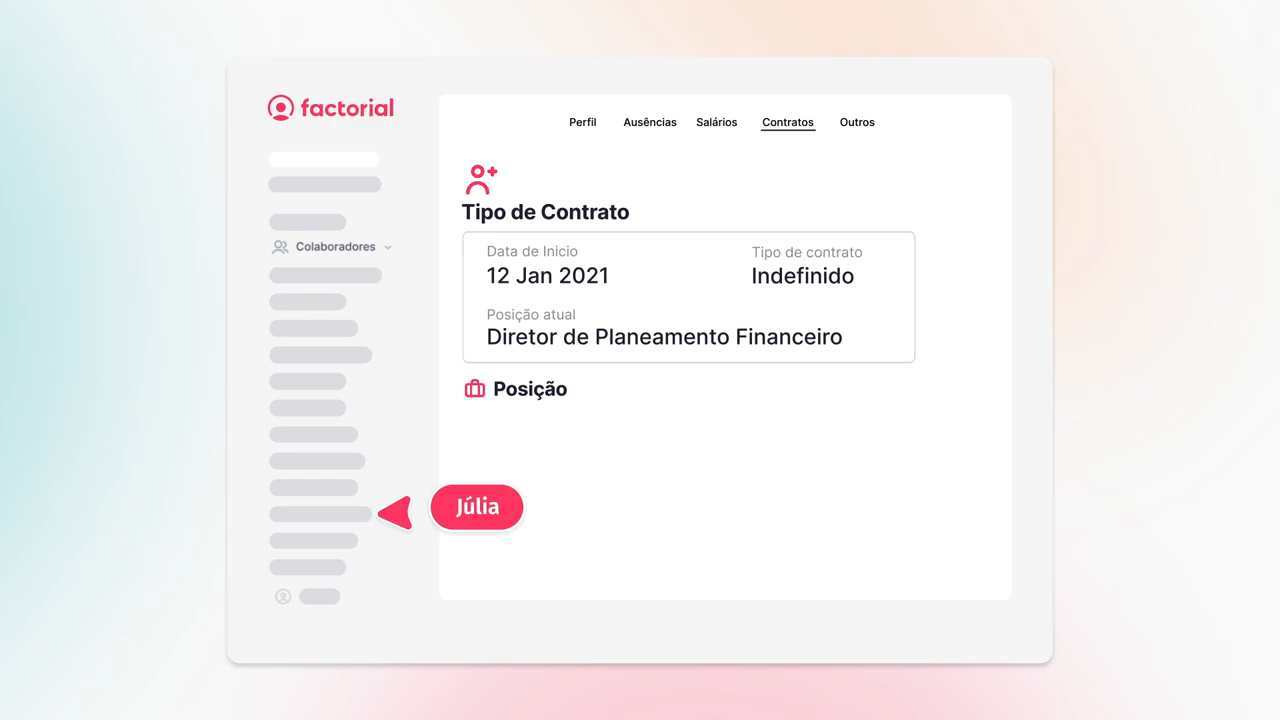 factorial
Perfil Ausências Salários Contratos Outros
Colaboradores
Tipo de Contrato
Data de Início Tipo de contrato
12 Jan 2021 Indefinido
Posição atual
Diretor de Planeamento Financeiro
Posição
Júlia